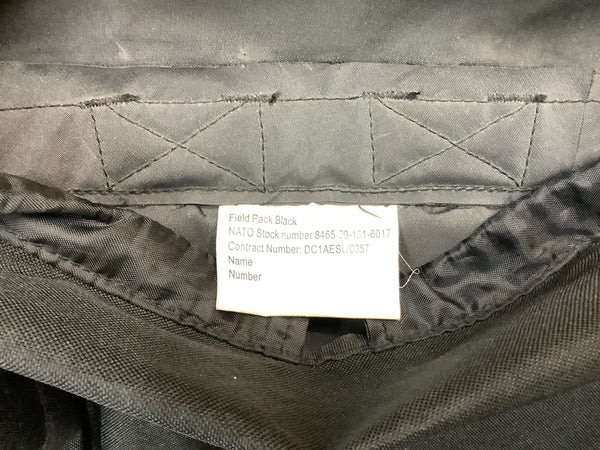 Field Pack Black
NATO Stock number 8465-99-131-6017
Contract Number: DC1AESL/0357
Name
Number